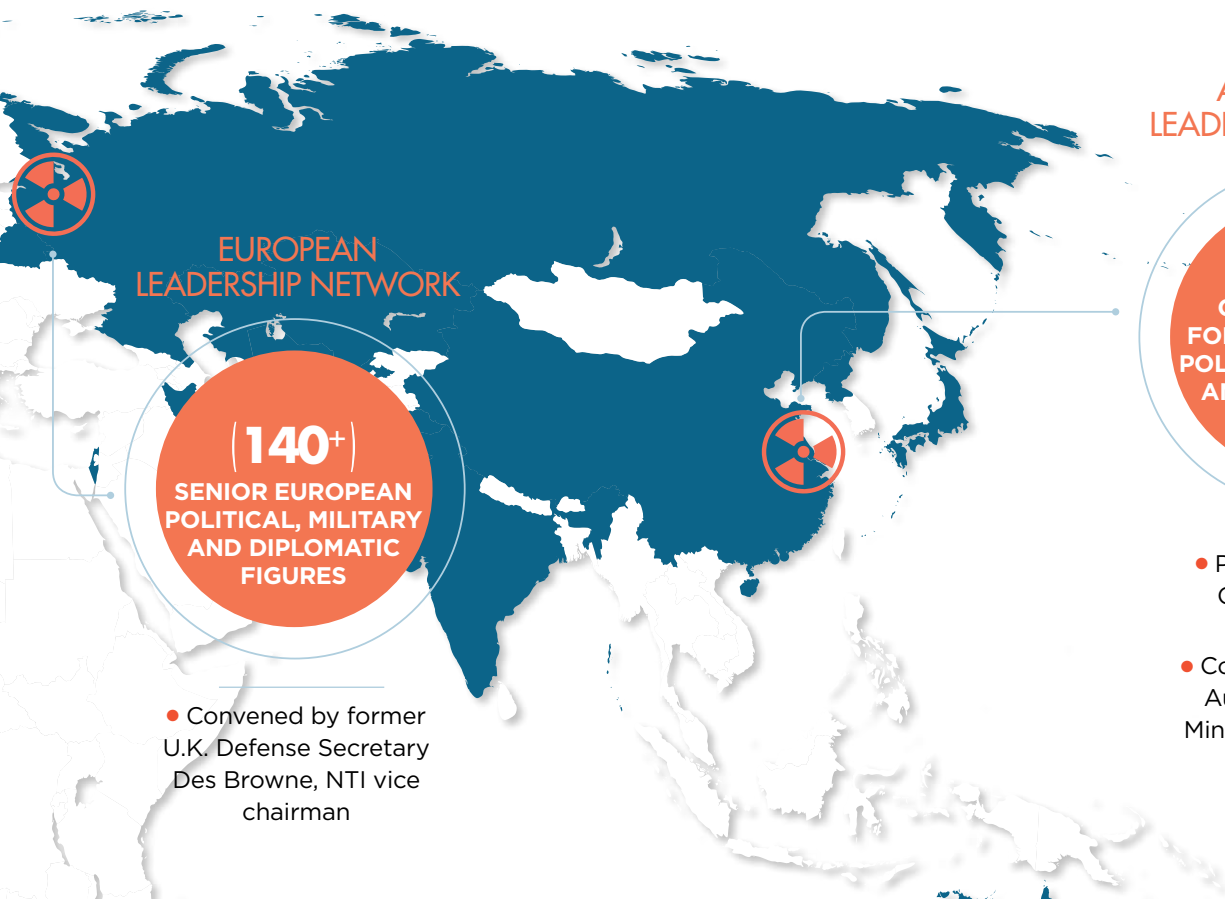 EUROPEAN
LEADERSHIP NETWORK
(140+)
SENIOR EUROPEAN
POLITICAL, MILITARY
AND DIPLOMATIC
FIGURES
• Convened by former
U.K. Defense Secretary
Des Browne, NTI vice
chairman